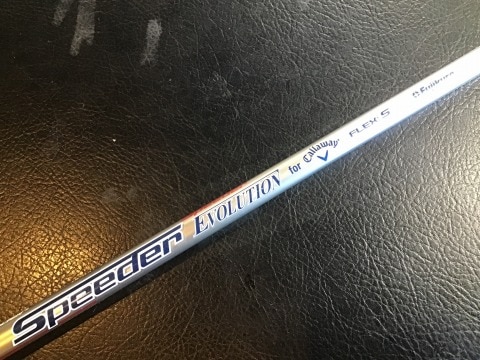 Speeder EVOLUTION for Callaway FLEX-S Fujikura